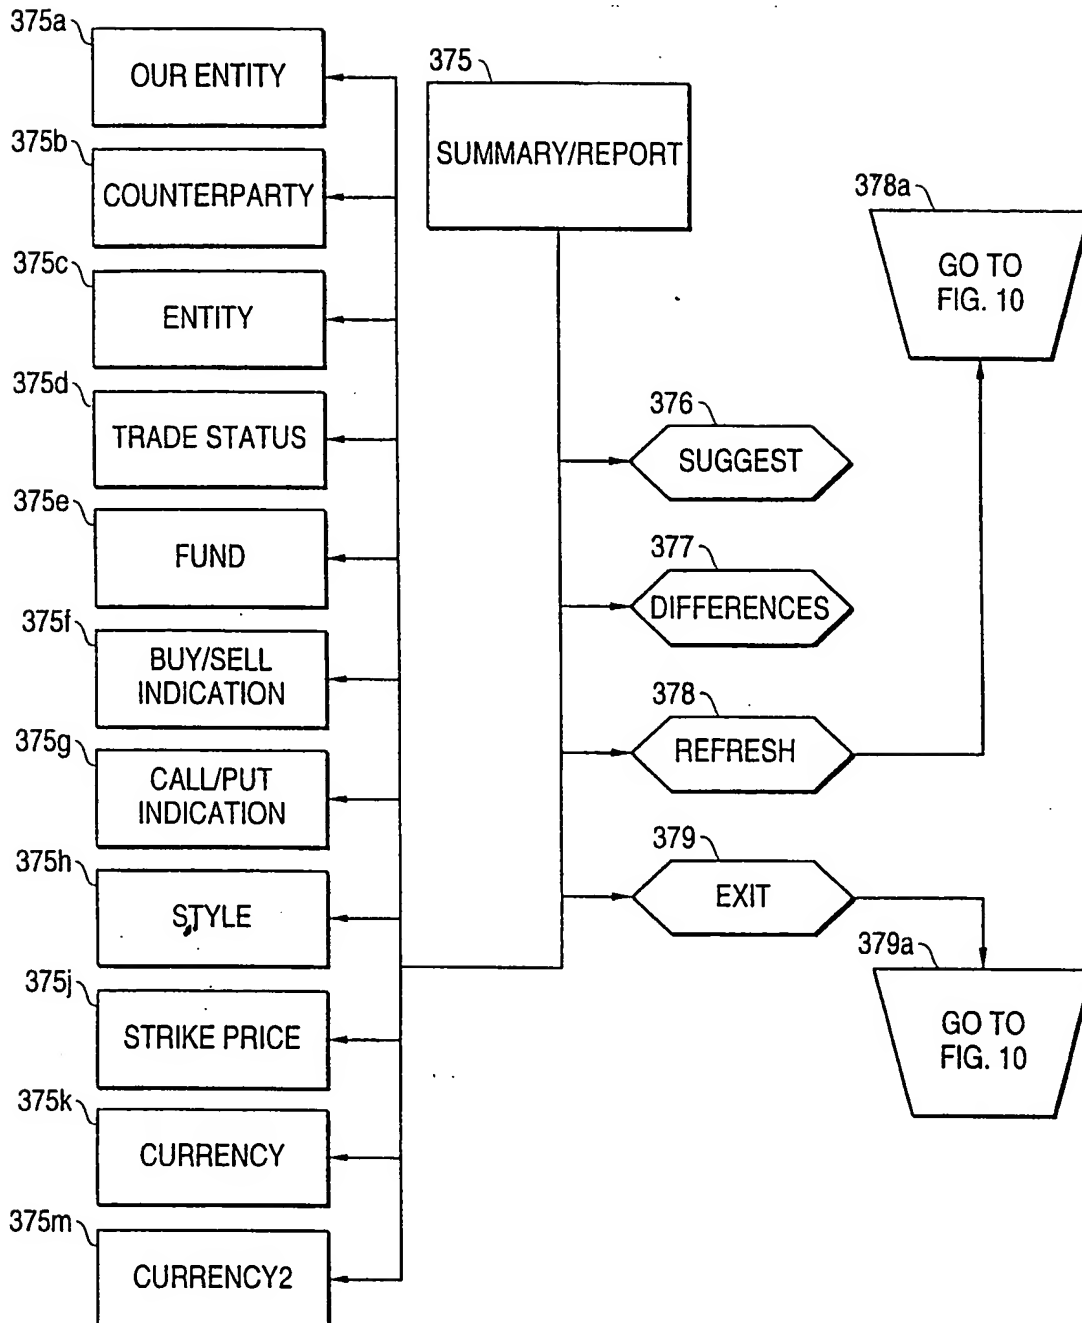 375a
OUR ENTITY
375b
COUNTERPARTY
375c
ENTITY
375d
TRADE STATUS
375e
FUND
375f
BUY/SELL
INDICATION
375g
CALL/PUT
INDICATION
375h
STYLE
375j
STRIKE PRICE
375k
CURRENCY
375m
CURRENCY2
375
SUMMARY/REPORT
376
SUGGEST
377
DIFFERENCES
378
REFRESH
379
EXIT
378a
GO TO
FIG. 10
379a
GO TO
FIG. 10